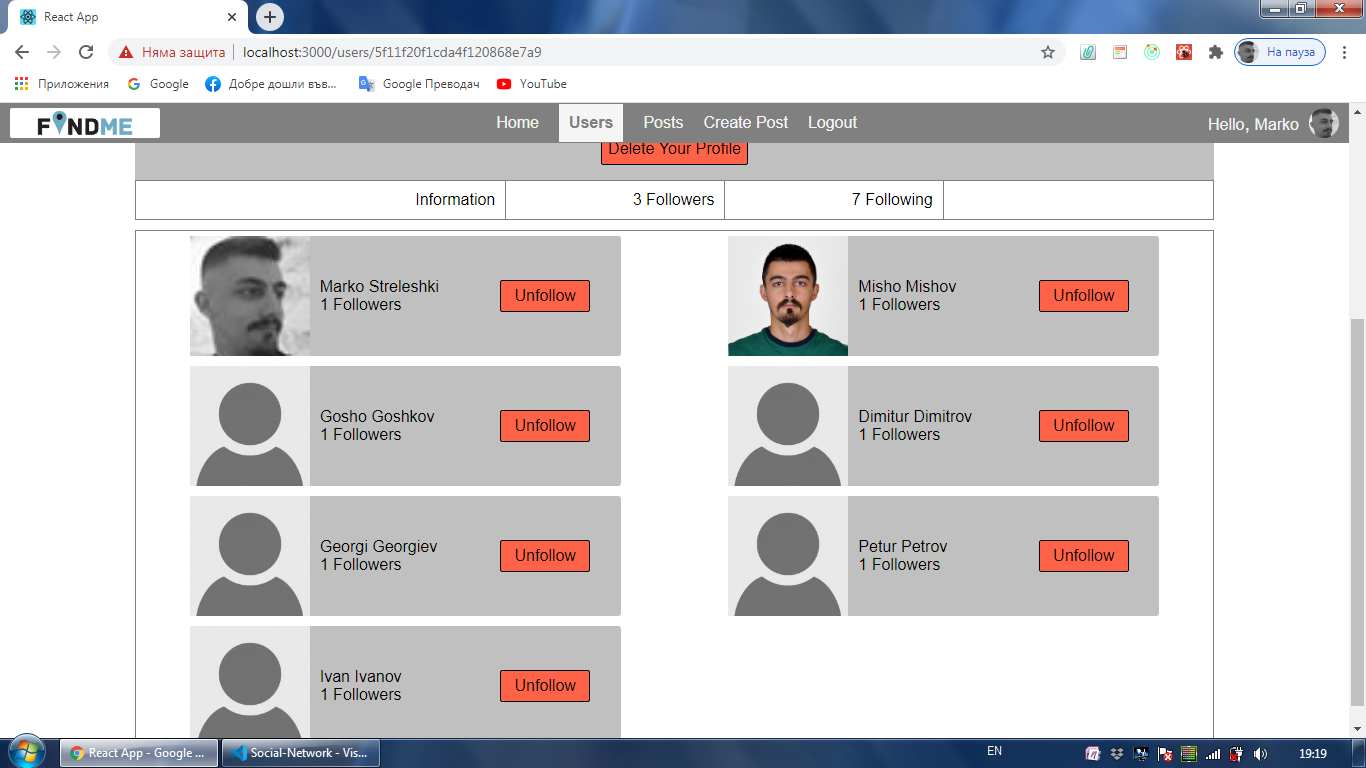 React App
Няма защита
localhost:3000/users/5f11f20f1cda4f120868e7a9
На пауза
Приложения
Google
Добре дошли във...
Google Преводач
YouTube
FINDME
Home
Users
Posts
Create Post
Logout
Hello, Marko
Delete Your Profile
Information
3 Followers
7 Following
Marko Streleshki
1 Followers
Unfollow
Misho Mishov
1 Followers
Unfollow
Gosho Goshkov
1 Followers
Unfollow
Dimitur Dimitrov
1 Followers
Unfollow
Georgi Georgiev
1 Followers
Unfollow
Petur Petrov
1 Followers
Unfollow
Ivan Ivanov
1 Followers
Unfollow
React App - Google ...
Social-Network - Vis...
EN
19:19